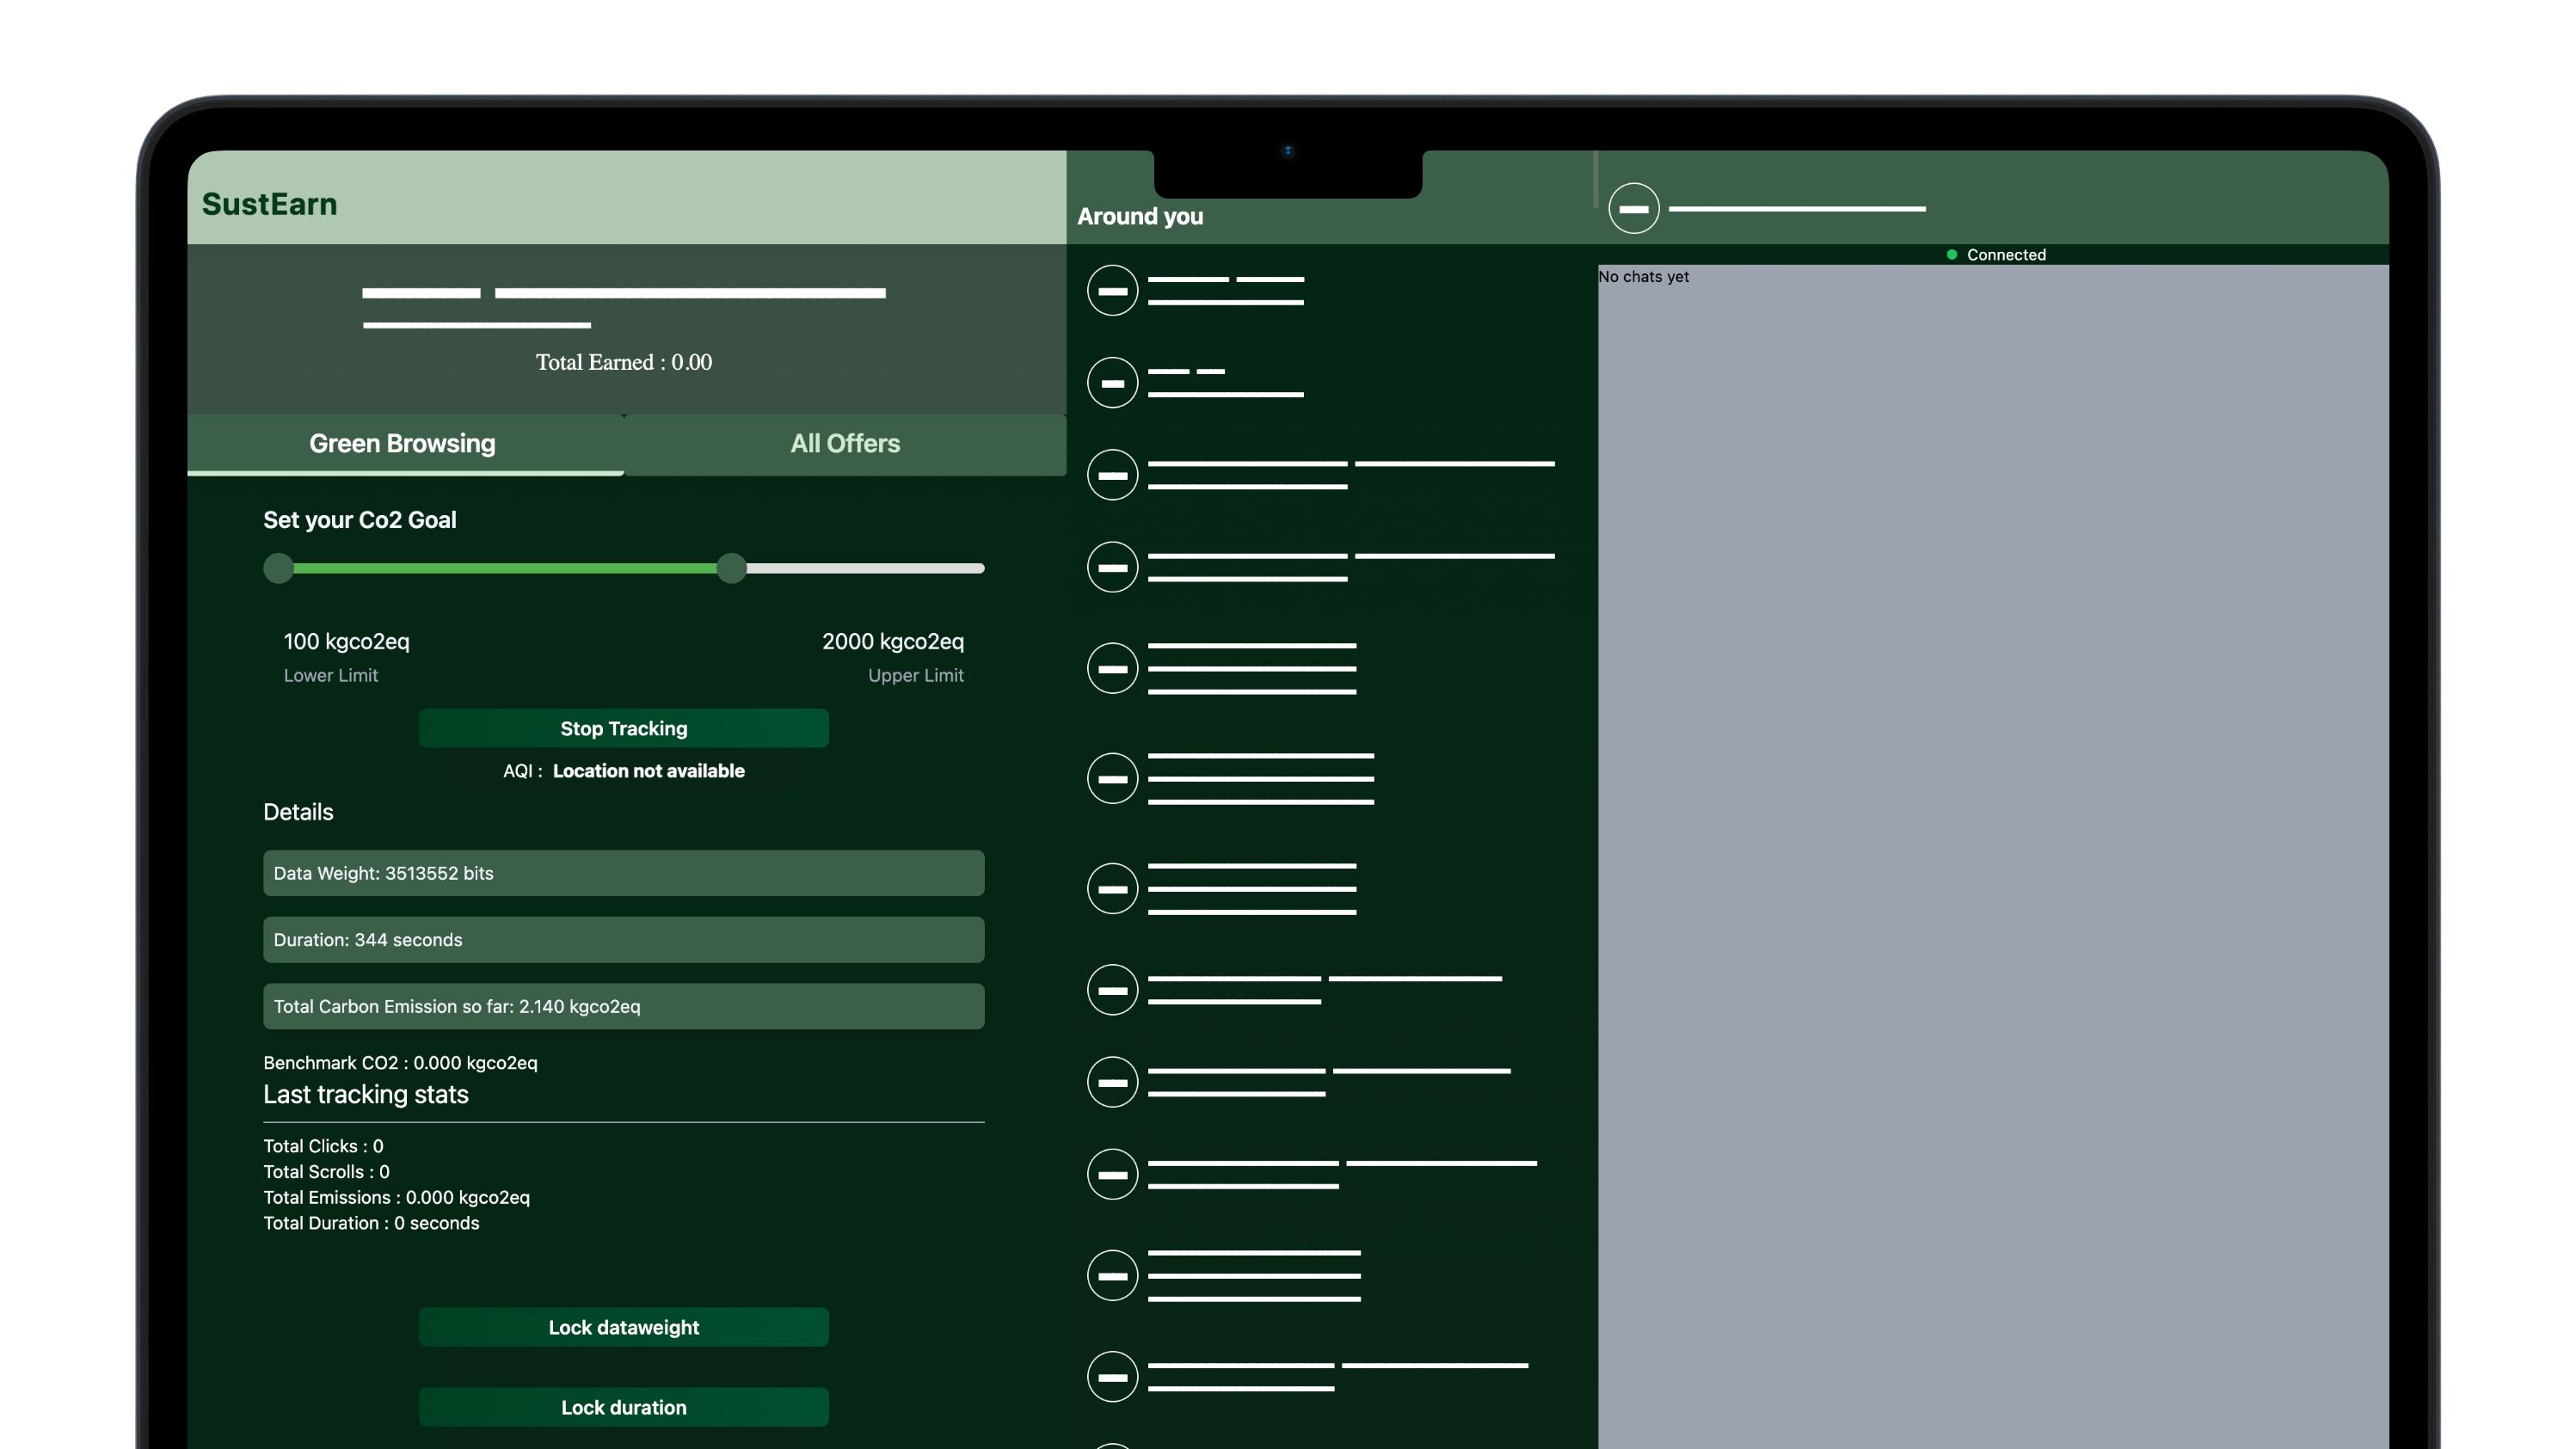 SustEarn
Total Earned : 0.00
Green Browsing
All Offers
Set your Co2 Goal
100 kgco2eq
2000 kgco2eq
Lower Limit
Upper Limit
Stop Tracking
AQI : Location not available
Details
Data Weight: 3513552 bits
Duration: 344 seconds
Total Carbon Emission so far: 2.140 kgco2eq
Benchmark CO2 : 0.000 kgco2eq
Last tracking stats
Total Clicks : 0
Total Scrolls : 0
Total Emissions : 0.000 kgco2eq
Total Duration : 0 seconds
Lock dataweight
Lock duration
Around you
Connected
No chats yet